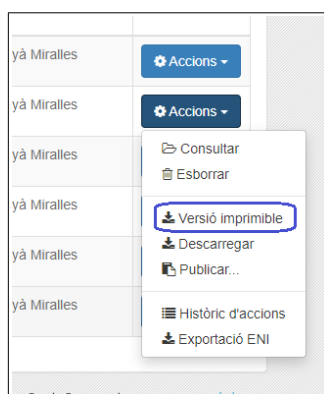 yà Miralles
Accions
yà Miralles
Accions
yà Miralles
Consultar
Esborrar
yà Miralles
Versió imprimible
yà Miralles
Descarregar
Publicar...
yà Miralles
Històric d'accions
Exportació ENI